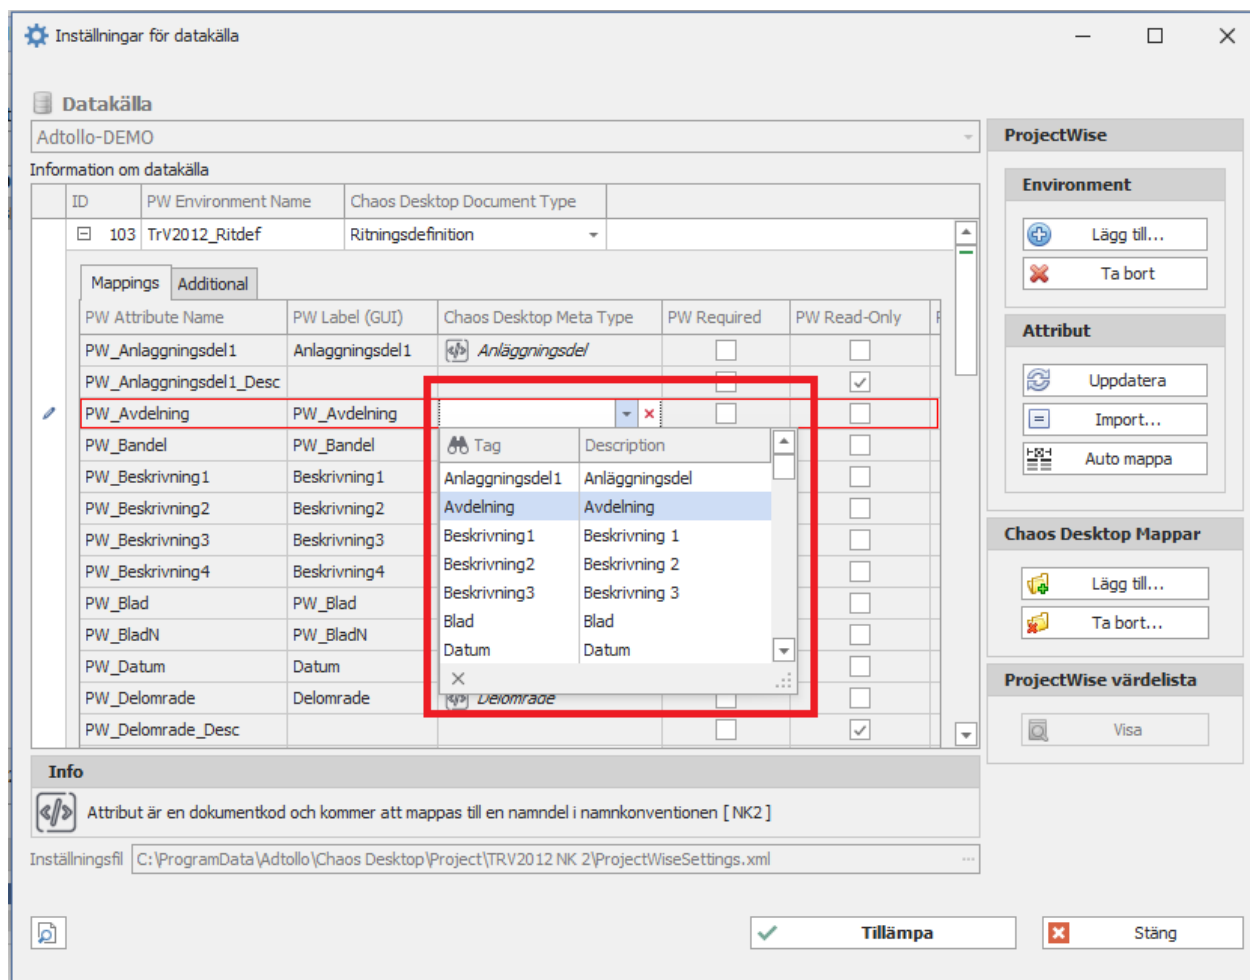 Inställningar för datakälla
Datakälla
Adtollo-DEMO
Information om datakälla
ID PW Environment Name Chaos Desktop Document Type
103 TrV2012_Ritdef Ritningsdefinition
Mappings Additional
PW Attribute Name PW Label (GUI) Chaos Desktop Meta Type PW Required PW Read-Only
PW_Anlaggningsdel1 Anlaggningsdel1 Anläggningsdel
PW_Anlaggningsdel1_Desc
PW_Avdelning PW_Avdelning
PW_Bandel PW_Bandel
PW_Beskrivning1 Beskrivning1
PW_Beskrivning2 Beskrivning2
PW_Beskrivning3 Beskrivning3
PW_Beskrivning4 Beskrivning4
PW_Blad PW_Blad
PW_BladN PW_BladN
PW_Datum Datum
PW_Delomrade Delomrade Delomrade
PW_Delomrade_Desc
Tag Description
Anlaggningsdel1 Anläggningsdel
Avdelning Avdelning
Beskrivning1 Beskrivning 1
Beskrivning2 Beskrivning 2
Beskrivning3 Beskrivning 3
Blad Blad
Datum Datum
Info
Attribut är en dokumentkod och kommer att mappas till en namndel i namnkonventionen [ NK2 ]
Inställningsfil C:\ProgramData\Adtollo\Chaos Desktop\Project\TRV2012 NK 2\ProjectWiseSettings.xml ...
ProjectWise
Environment
Lägg till...
Ta bort
Attribut
Uppdatera
Import...
Auto mappa
Chaos Desktop Mappar
Lägg till...
Ta bort...
ProjectWise värdelista
Visa
Tillämpa
Stäng